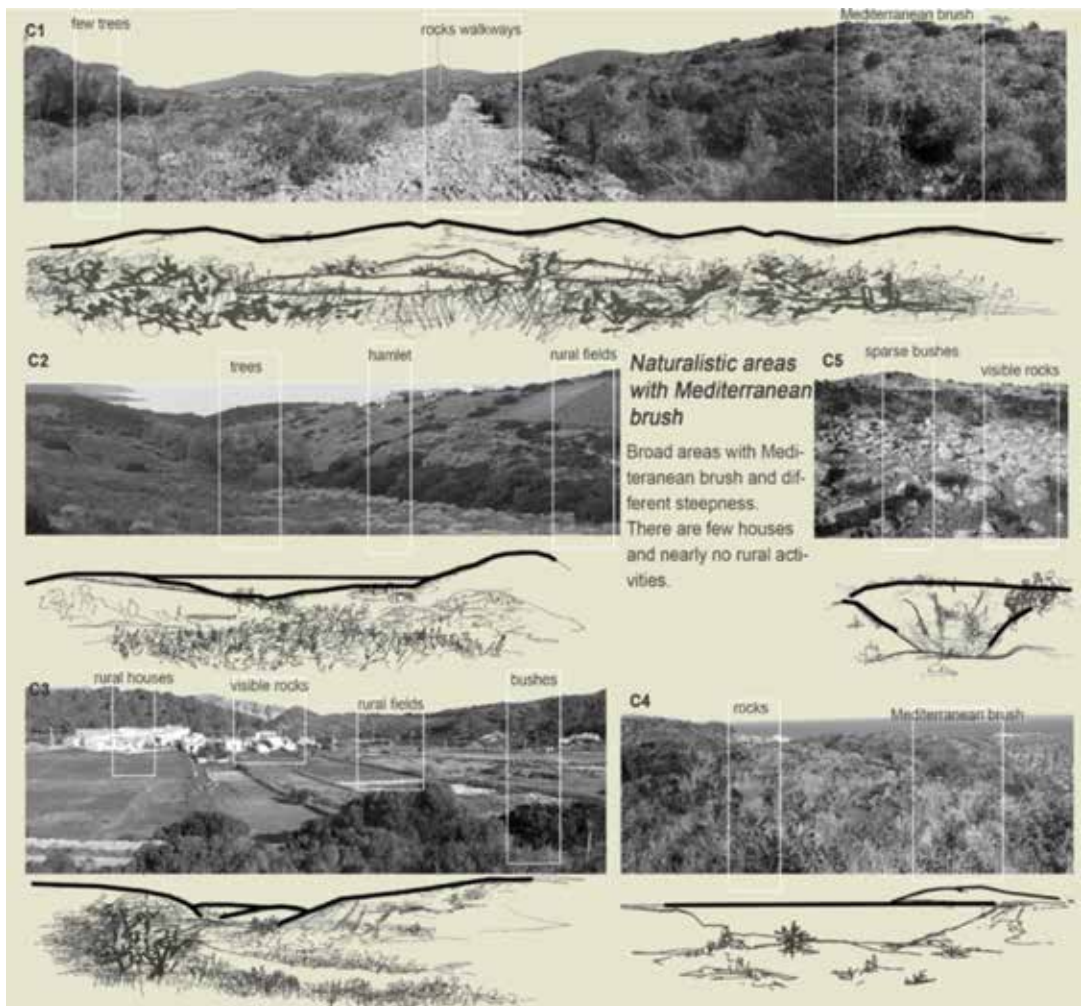 C1
few trees
rocks walkways
Mediterranean brush
C2
trees
hamlet
rural fields
Naturalistic areas
with Mediterranean
brush
Broad areas with Medi-
teranean brush and dif-
ferent steepness.
There are few houses
and nearly no rural acti-
vities.
C5
sparse bushes
visible rocks
C3
rural houses
visible rocks
rural fields
bushes
C4
rocks
Mediterranean brush